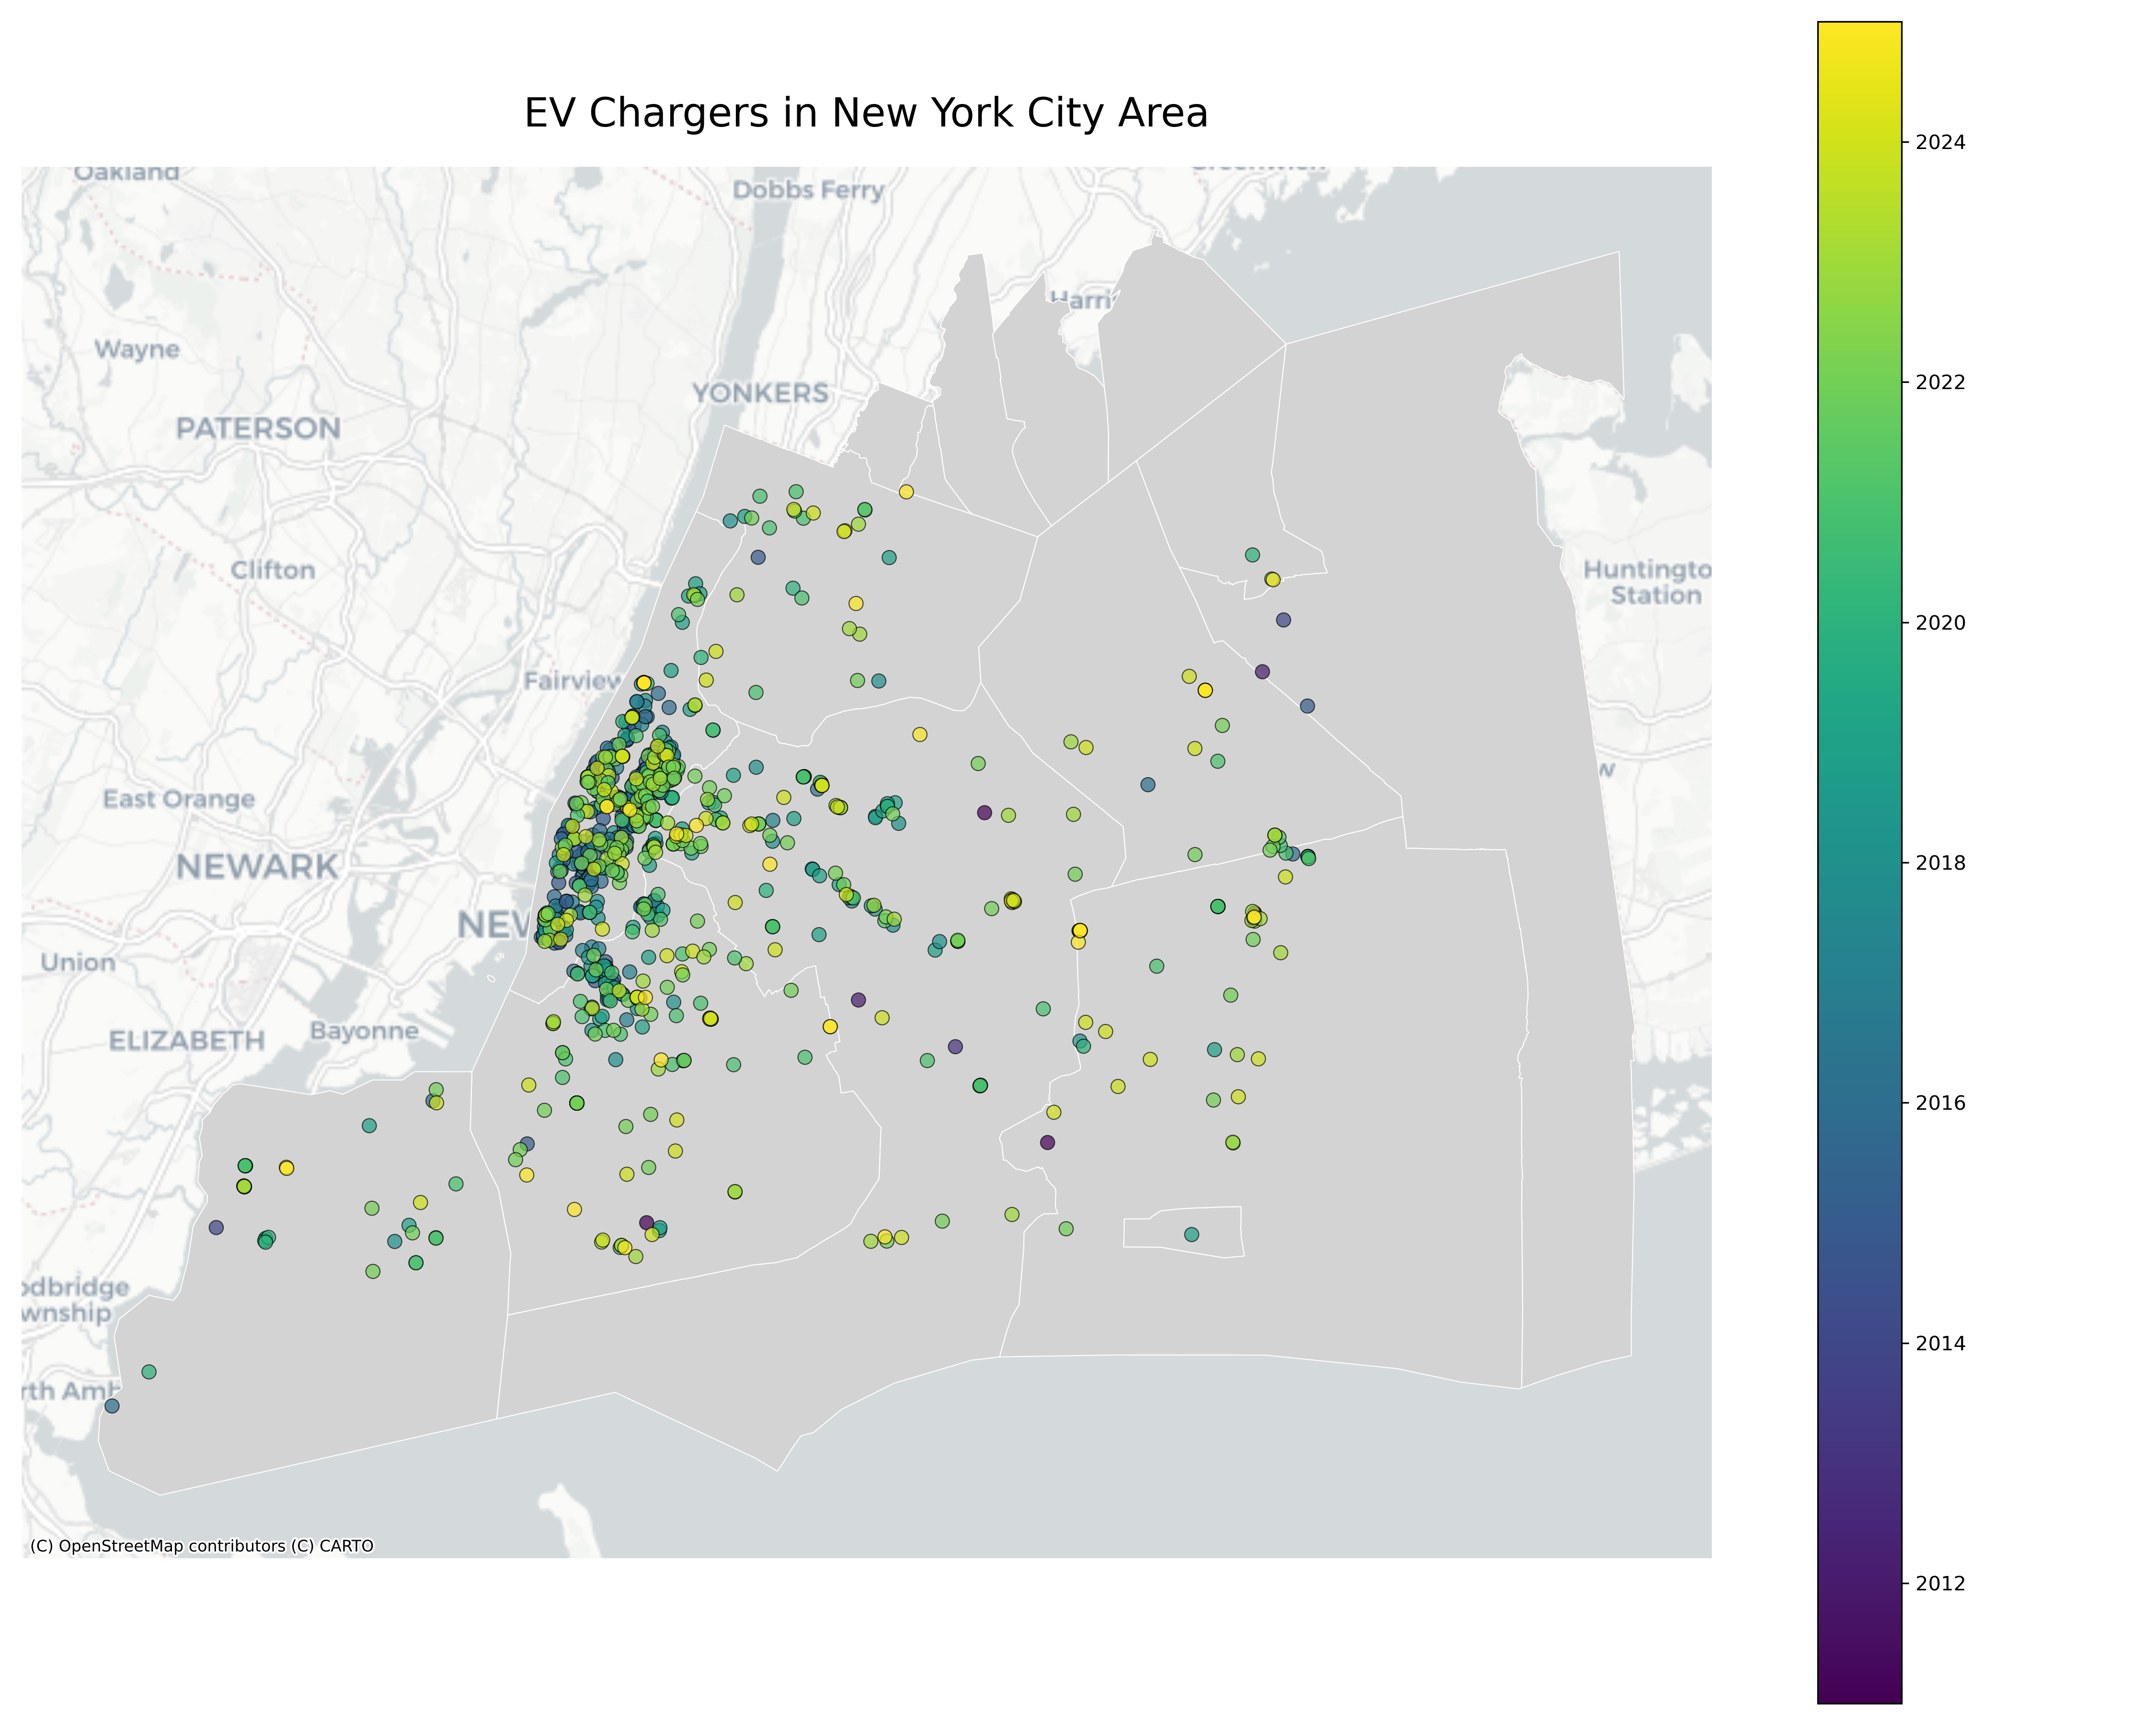 EV Chargers in New York City Area
Oakland
Dobbs Ferry
Harri
Wayne
YONKERS
PATERSON
Clifton
Huntingto
Station
Fairview
w
East Orange
NEWARK
NEW
Union
ELIZABETH
Bayonne
odbridge
wnship
rth Amb
(C) OpenStreetMap contributors (C) CARTO
2024
2022
2020
2018
2016
2014
2012